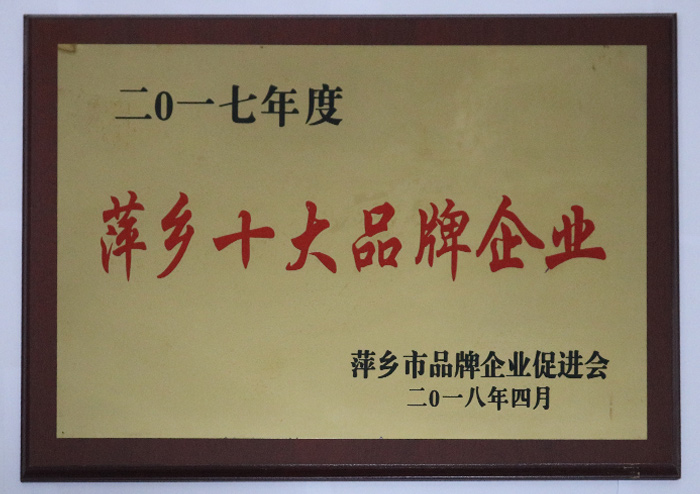 二0一七年度
萍乡十大品牌企业
萍乡市品牌企业促进会
二0一八年四月